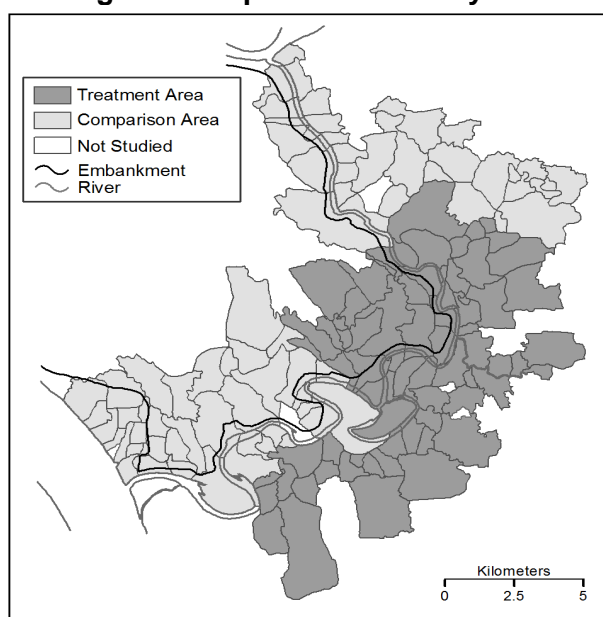 Treatment Area
Comparison Area
Not Studied
Embankment
River
Kilometers
0 2.5 5